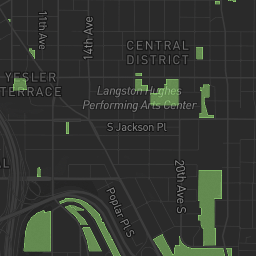 11th Ave
14th Ave
CENTRAL
DISTRICT
YESLER
TERRACE
Langston Hughes
Performing Arts Center
S Jackson Pl
20th Ave S
Poplar Pl S